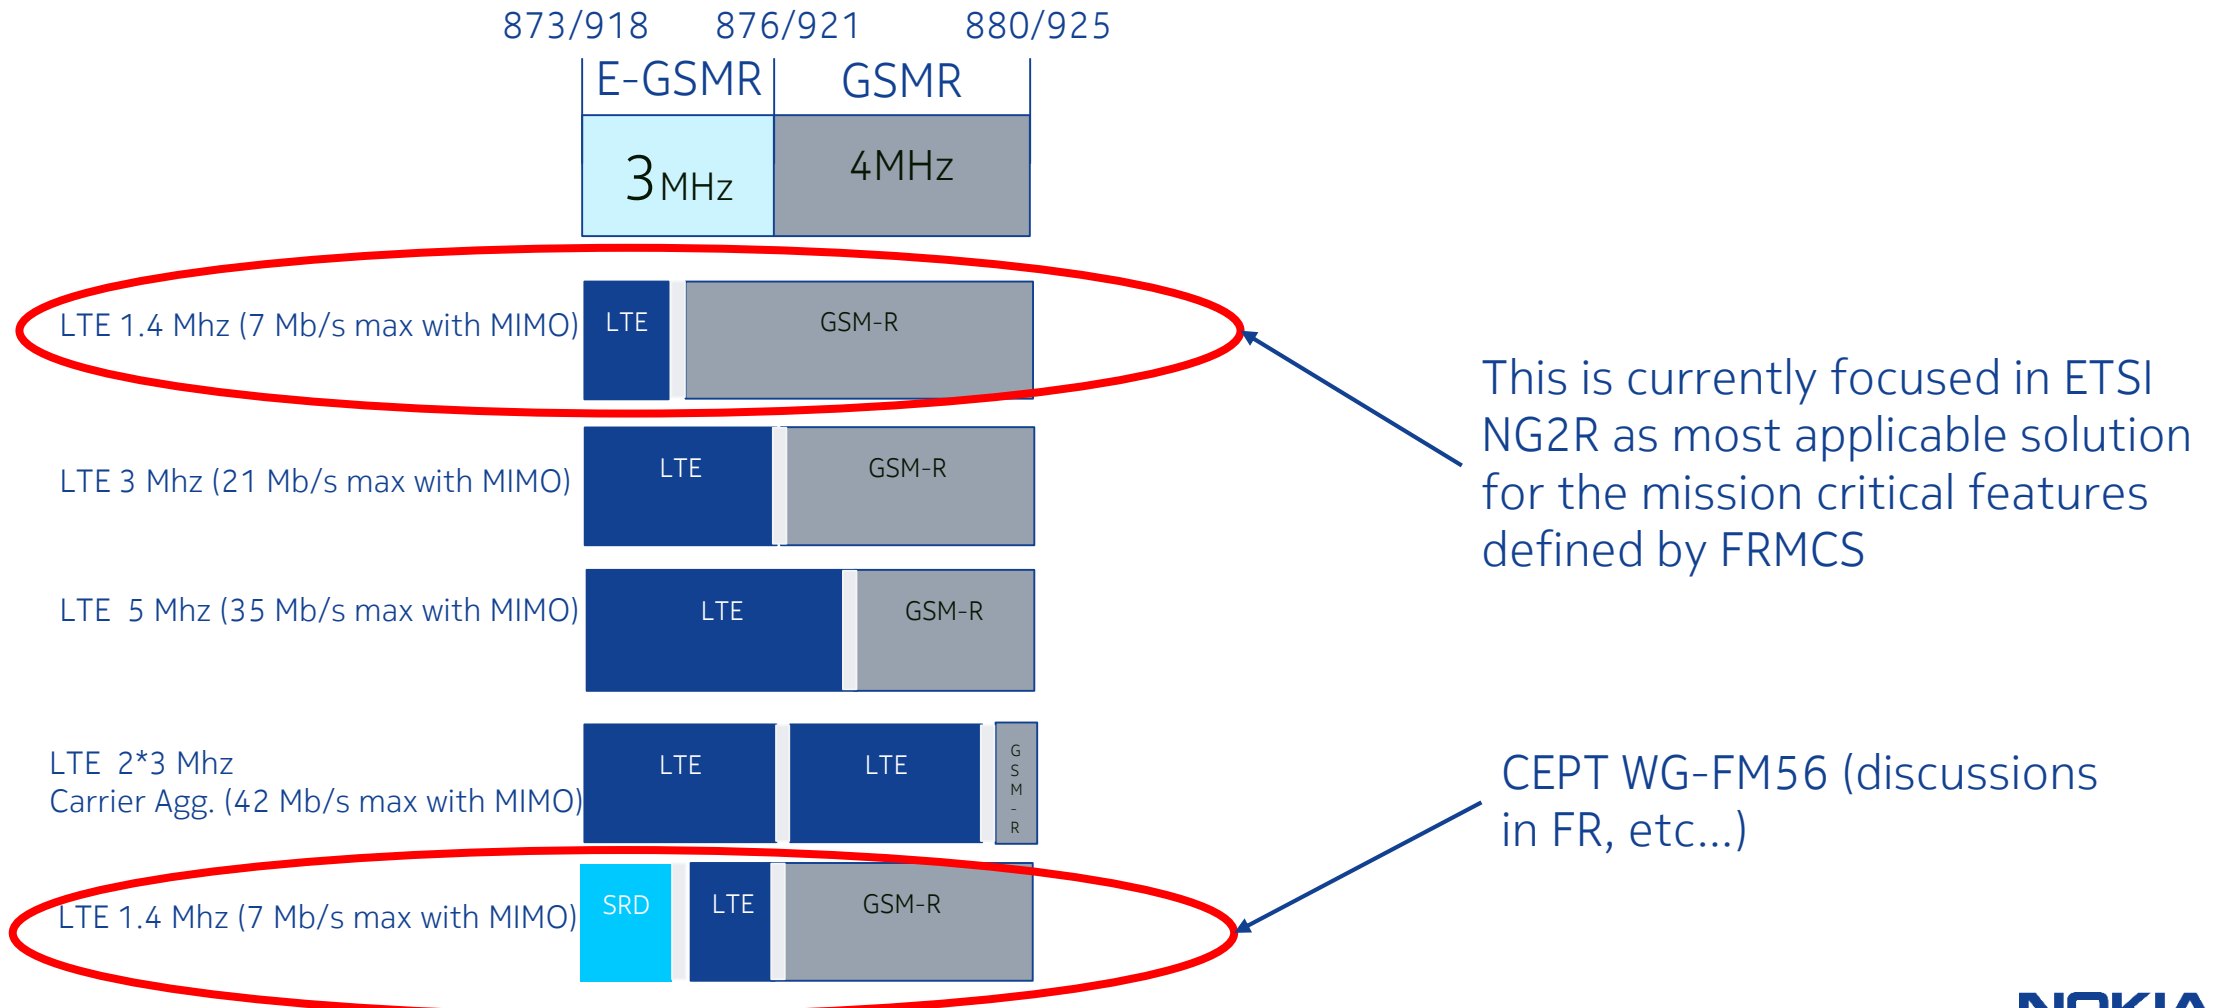 873/918 876/921 880/925
E-GSMR GSMR
3MHz 4MHz
LTE 1.4 Mhz (7 Mb/s max with MIMO) LTE GSM-R
This is currently focused in ETSI
NG2R as most applicable solution
for the mission critical features
defined by FRMCS
LTE 3 Mhz (21 Mb/s max with MIMO) LTE GSM-R
LTE 5 Mhz (35 Mb/s max with MIMO) LTE GSM-R
LTE 2*3 Mhz
Carrier Agg. (42 Mb/s max with MIMO) LTE LTE GSM-R
CEPT WG-FM56 (discussions
in FR, etc...)
LTE 1.4 Mhz (7 Mb/s max with MIMO) SRD LTE GSM-R
NOKIA